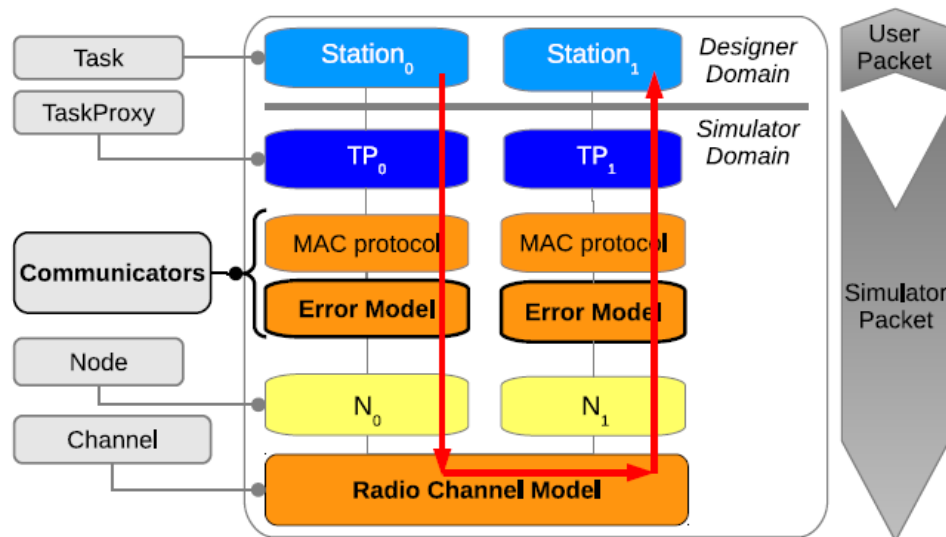 Task
TaskProxy
Communicators
Node
Channel
Station0
Station1
Designer
Domain
Simulator
Domain
TP0
TP1
MAC protocol
MAC protocol
Error Model
Error Model
N0
N1
Radio Channel Model
User
Packet
Simulator
Packet